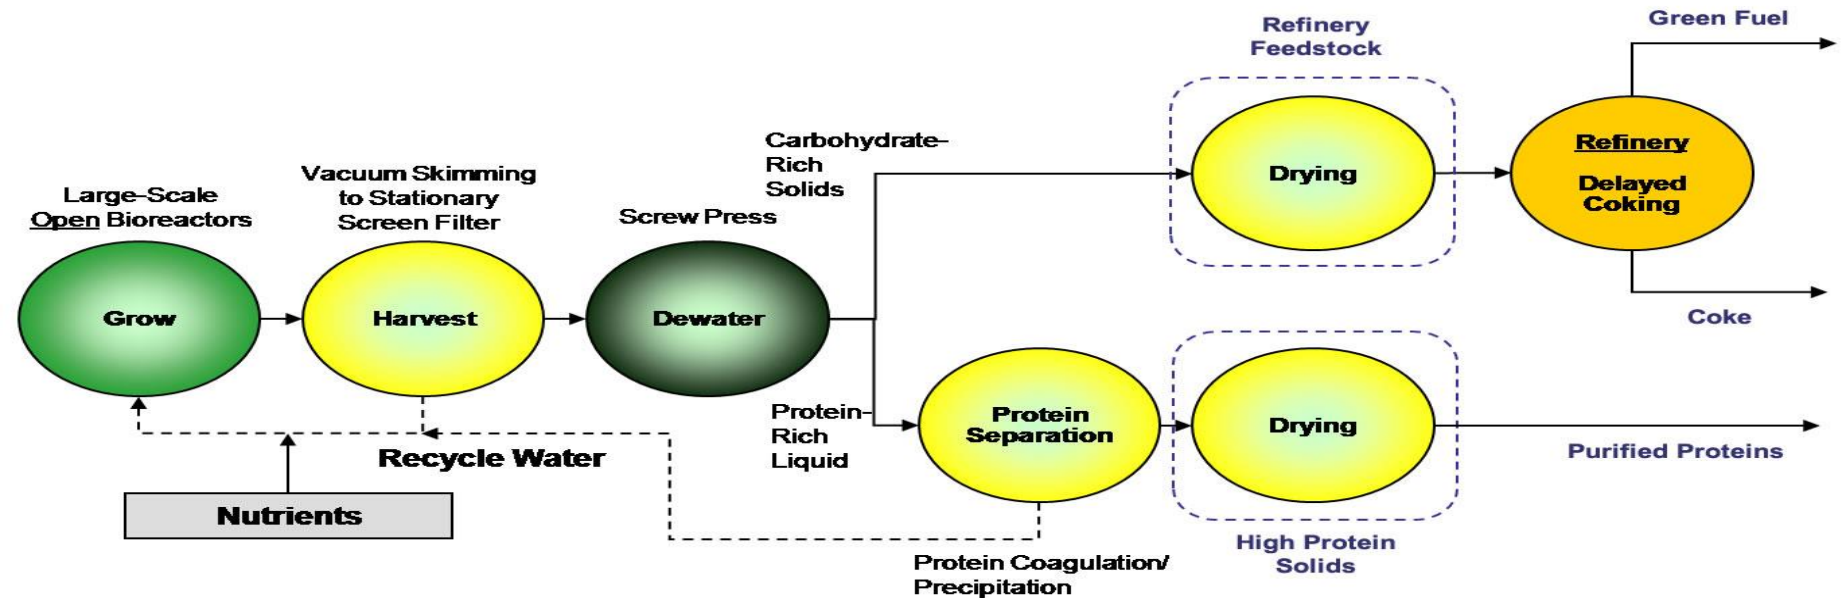 Large-Scale
Open Bioreactors
Grow
Vacuum Skimming
to Stationary
Screen Filter
Harvest
Screw Press
Dewater
Carbohydrate-
Rich
Solids
Refinery
Feedstock
Drying
Refinery
Delayed
Coking
Green Fuel
Coke
Protein-
Rich
Liquid
Protein
Separation
Drying
Purified Proteins
High Protein
Solids
Protein Coagulation/
Precipitation
Recycle Water
Nutrients